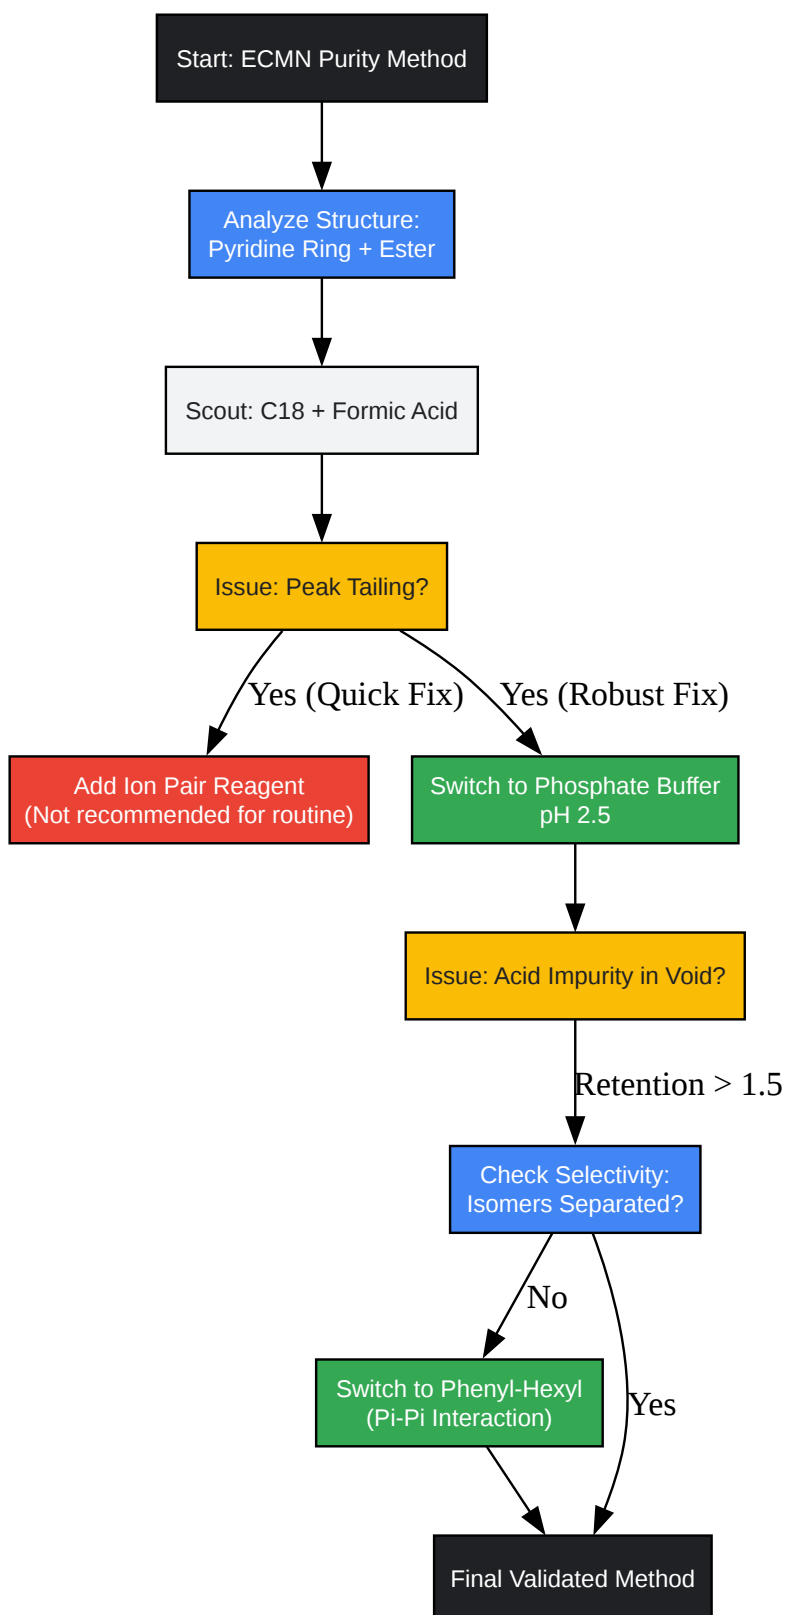 Start: ECMN Purity Method
Analyze Structure:
Pyridine Ring + Ester
Scout: C18 + Formic Acid
Issue: Peak Tailing?
Yes (Quick Fix)
Yes (Robust Fix)
Add Ion Pair Reagent
(Not recommended for routine)
Switch to Phosphate Buffer
pH 2.5
Issue: Acid Impurity in Void?
Retention > 1.5
Check Selectivity:
Isomers Separated?
No
Switch to Phenyl-Hexyl
(Pi-Pi Interaction)
Yes
Final Validated Method